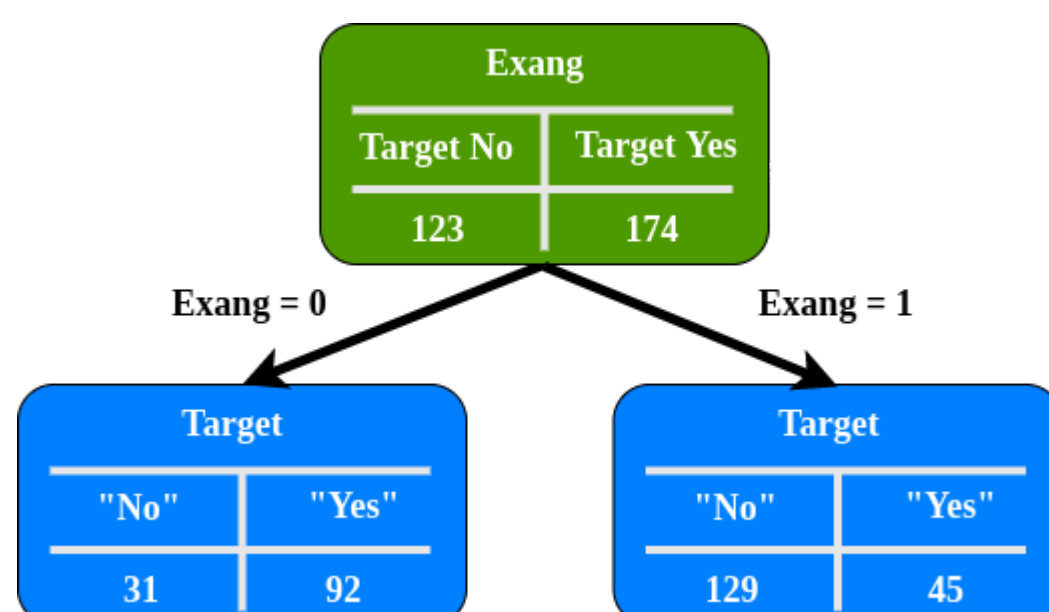 Exang
Target No Target Yes
123 174
Exang = 0 Exang = 1
Target Target
"No" "Yes" "No" "Yes"
31 92 129 45